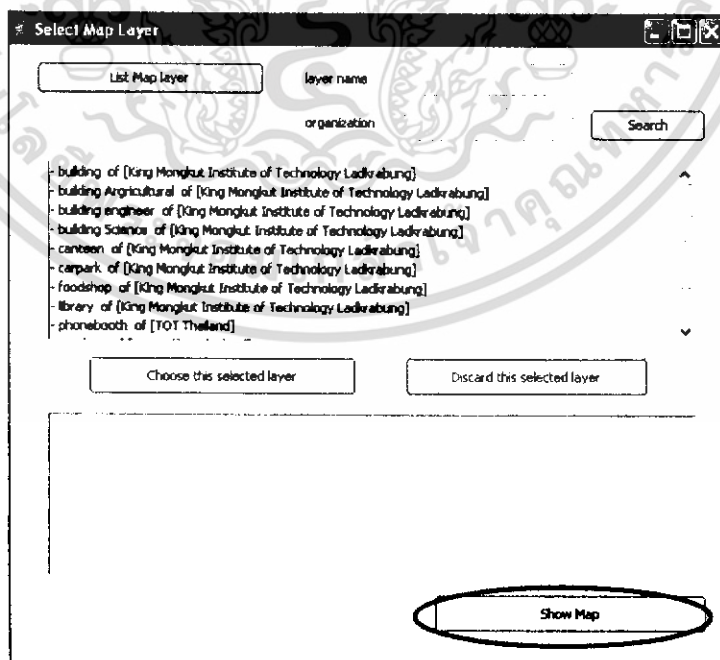 Select Map Layer
List Map layer
layer name
organization
Search
- building of [King Mongkut Institute of Technology Ladkrabung]
- building Argricultural of [King Mongkut Institute of Technology Ladkrabung]
- building engineer of [King Mongkut Institute of Technology Ladkrabung]
- building Science of [King Mongkut Institute of Technology Ladkrabung]
- canteen of [King Mongkut Institute of Technology Ladkrabung]
- carpark of [King Mongkut Institute of Technology Ladkrabung]
- foodshop of [King Mongkut Institute of Technology Ladkrabung]
- library of [King Mongkut Institute of Technology Ladkrabung]
- phonebooth of [TOT Thailand]
Choose this selected layer
Discard this selected layer
Show Map